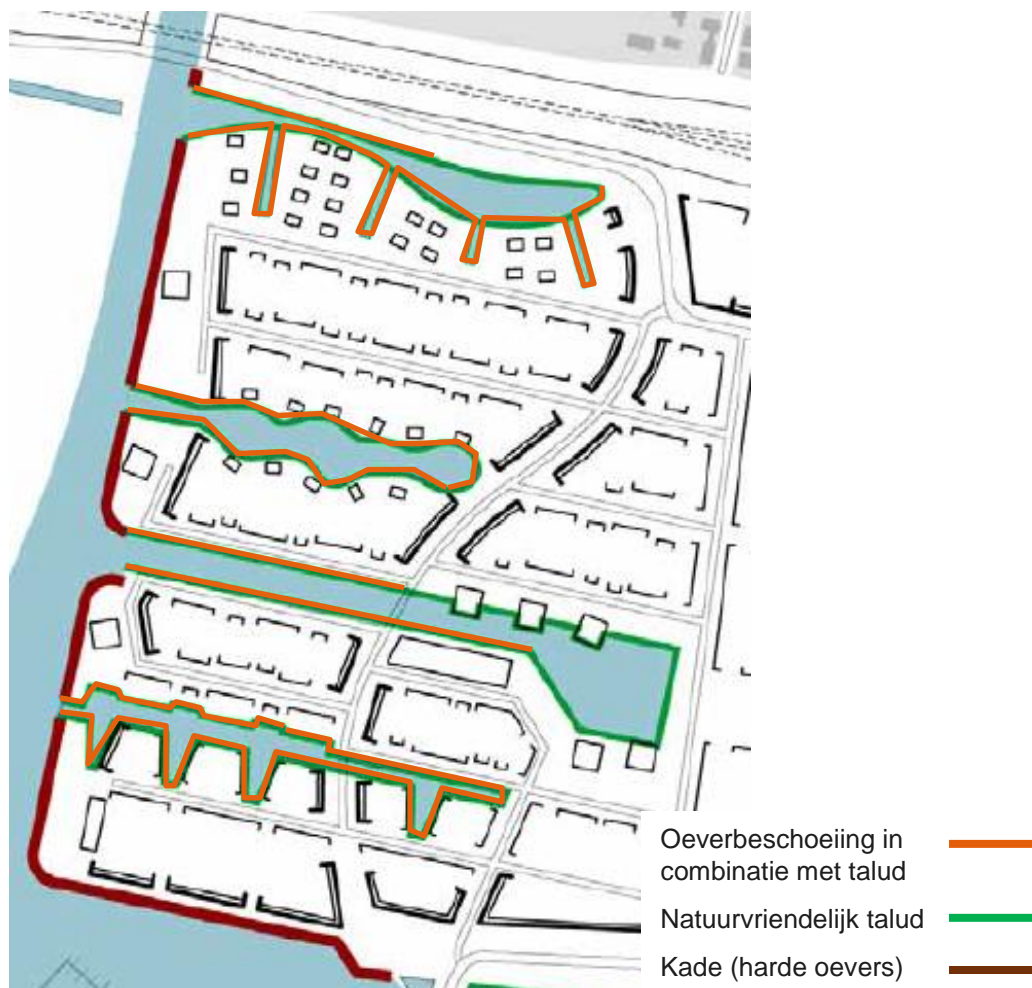 Oeverbeschoeiing in
combinatie met talud
Natuurvriendelijk talud
Kade (harde oevers)